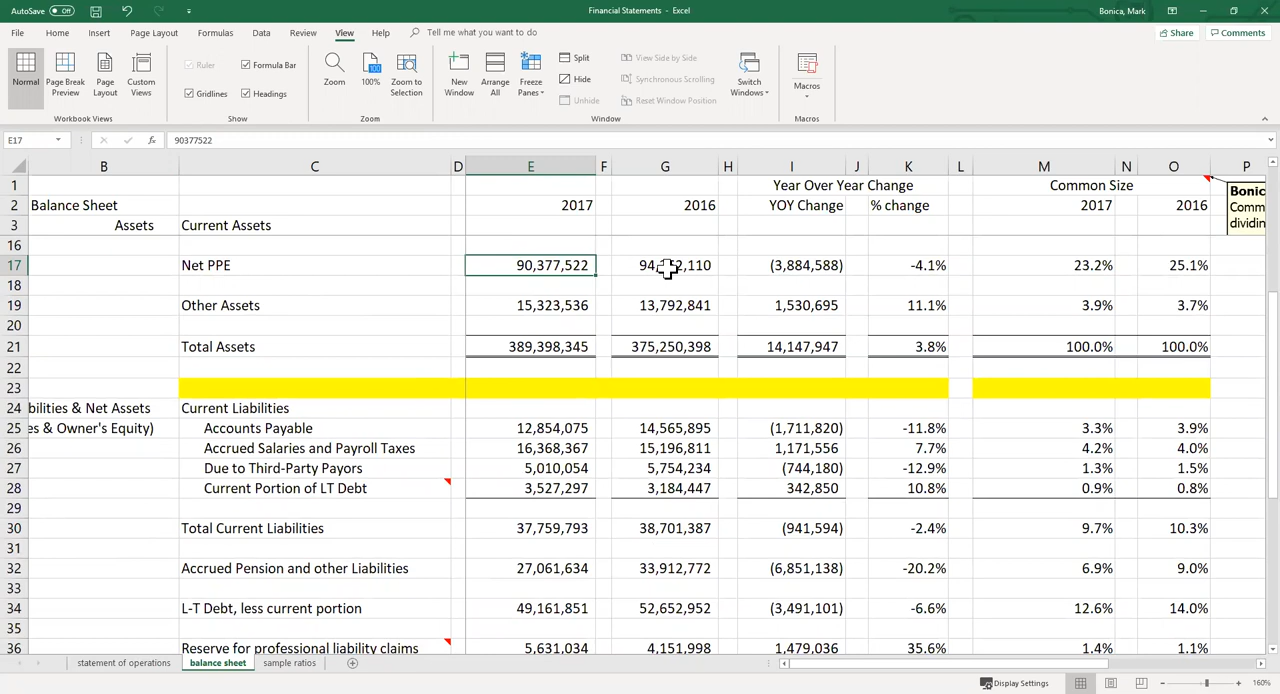 AutoSave Off Financial Statements - Excel Bonica, Mark
File Home Insert Page Layout Formulas Data Review View Help Tell me what you want to do Share Comments
Normal Page Break Preview Page Layout Custom Views Ruler Formula Bar Gridlines Headings Zoom 100% Zoom to Selection New Window Arrange All Freeze Panes Split Hide Unhide View Side by Side Synchronous Scrolling Reset Window Position Switch Windows Macros
Workbook Views Show Zoom Window Macros
E17 fx 90377522
B C D E F G H I J K L M N O P
1 Year Over Year Change Common Size Bonic
2 Balance Sheet 2017 2016 YOY Change % change 2017 2016 Comm
3 Assets Current Assets dividin
16
17 Net PPE 90,377,522 (3,884,588) -4.1% 23.2% 25.1%
18
19 Other Assets 15,323,536 13,792,841 1,530,695 11.1% 3.9% 3.7%
20
21 Total Assets 389,398,345 375,250,398 14,147,947 3.8% 100.0% 100.0%
22
23
24 bilities & Net Assets Current Liabilities
25 es & Owner's Equity) Accounts Payable 12,854,075 14,565,895 (1,711,820) -11.8% 3.3% 3.9%
26 Accrued Salaries and Payroll Taxes 16,368,367 15,196,811 1,171,556 7.7% 4.2% 4.0%
27 Due to Third-Party Payors 5,010,054 5,754,234 (744,180) -12.9% 1.3% 1.5%
28 Current Portion of LT Debt 3,527,297 3,184,447 342,850 10.8% 0.9% 0.8%
29
30 Total Current Liabilities 37,759,793 38,701,387 (941,594) -2.4% 9.7% 10.3%
31
32 Accrued Pension and other Liabilities 27,061,634 33,912,772 (6,851,138) -20.2% 6.9% 9.0%
33
34 L-T Debt, less current portion 49,161,851 52,652,952 (3,491,101) -6.6% 12.6% 14.0%
35
36 Reserve for professional liability claims 5,631,034 4,151,998 1,479,036 35.6% 1.4% 1.1%
statement of operations balance sheet sample ratios
Display Settings 160%